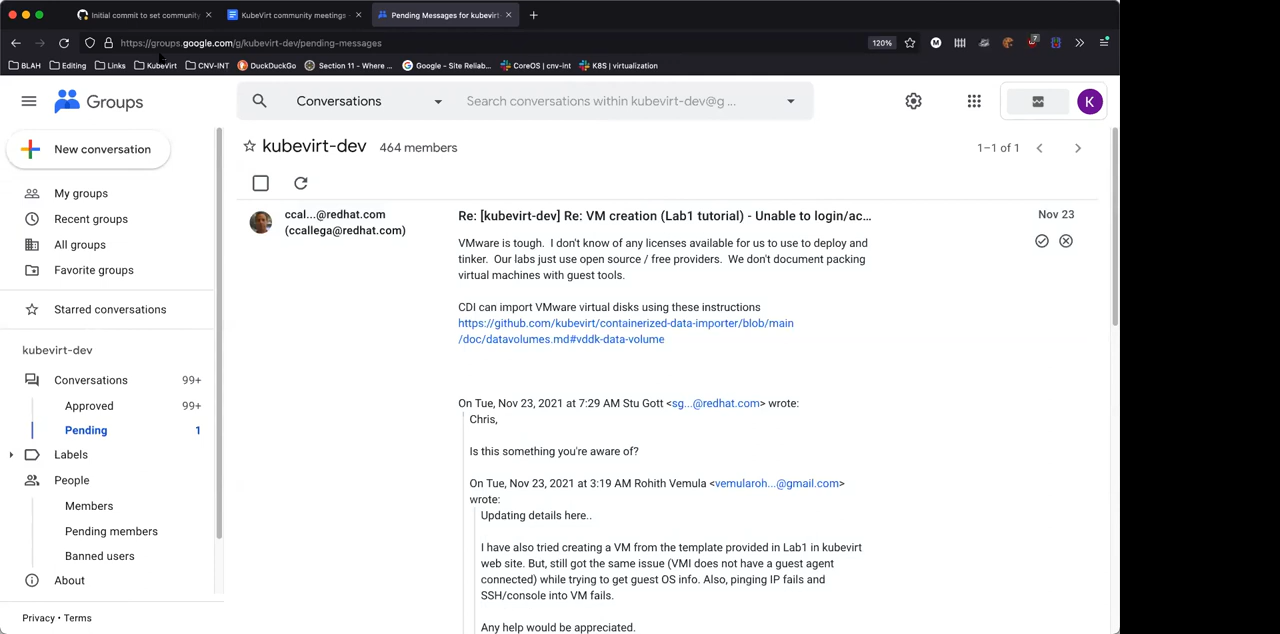 Initial commit to set community
KubeVirt community meetings -
Pending Messages for kubevirt-
https://groups.google.com/g/kubevirt-dev/pending-messages
120%
7
BLAH
Editing
Links
KubeVirt
CNV-INT
DuckDuckGo
Section 11 – Where ...
Google - Site Reliab...
CoreOS | cnv-int
K8S | virtualization
Groups
Conversations
Search conversations within kubevirt-dev@g ...
K
New conversation
My groups
Recent groups
All groups
Favorite groups
Starred conversations
kubevirt-dev
Conversations 99+
Approved 99+
Pending 1
Labels
People
Members
Pending members
Banned users
About
Privacy • Terms
kubevirt-dev 464 members
1–1 of 1
ccal...@redhat.com
(ccallega@redhat.com)
Re: [kubevirt-dev] Re: VM creation (Lab1 tutorial) - Unable to login/ac...
Nov 23
VMware is tough. I don't know of any licenses available for us to use to deploy and
tinker. Our labs just use open source / free providers. We don't document packing
virtual machines with guest tools.
CDI can import VMware virtual disks using these instructions
https://github.com/kubevirt/containerized-data-importer/blob/main
/doc/datavolumes.md#vddk-data-volume
On Tue, Nov 23, 2021 at 7:29 AM Stu Gott <sg...@redhat.com> wrote:
Chris,
Is this something you're aware of?
On Tue, Nov 23, 2021 at 3:19 AM Rohith Vemula <vemularoh...@gmail.com>
wrote:
Updating details here..
I have also tried creating a VM from the template provided in Lab1 in kubevirt
web site. But, still got the same issue (VMI does not have a guest agent
connected) while trying to get guest OS info. Also, pinging IP fails and
SSH/console into VM fails.
Any help would be appreciated.